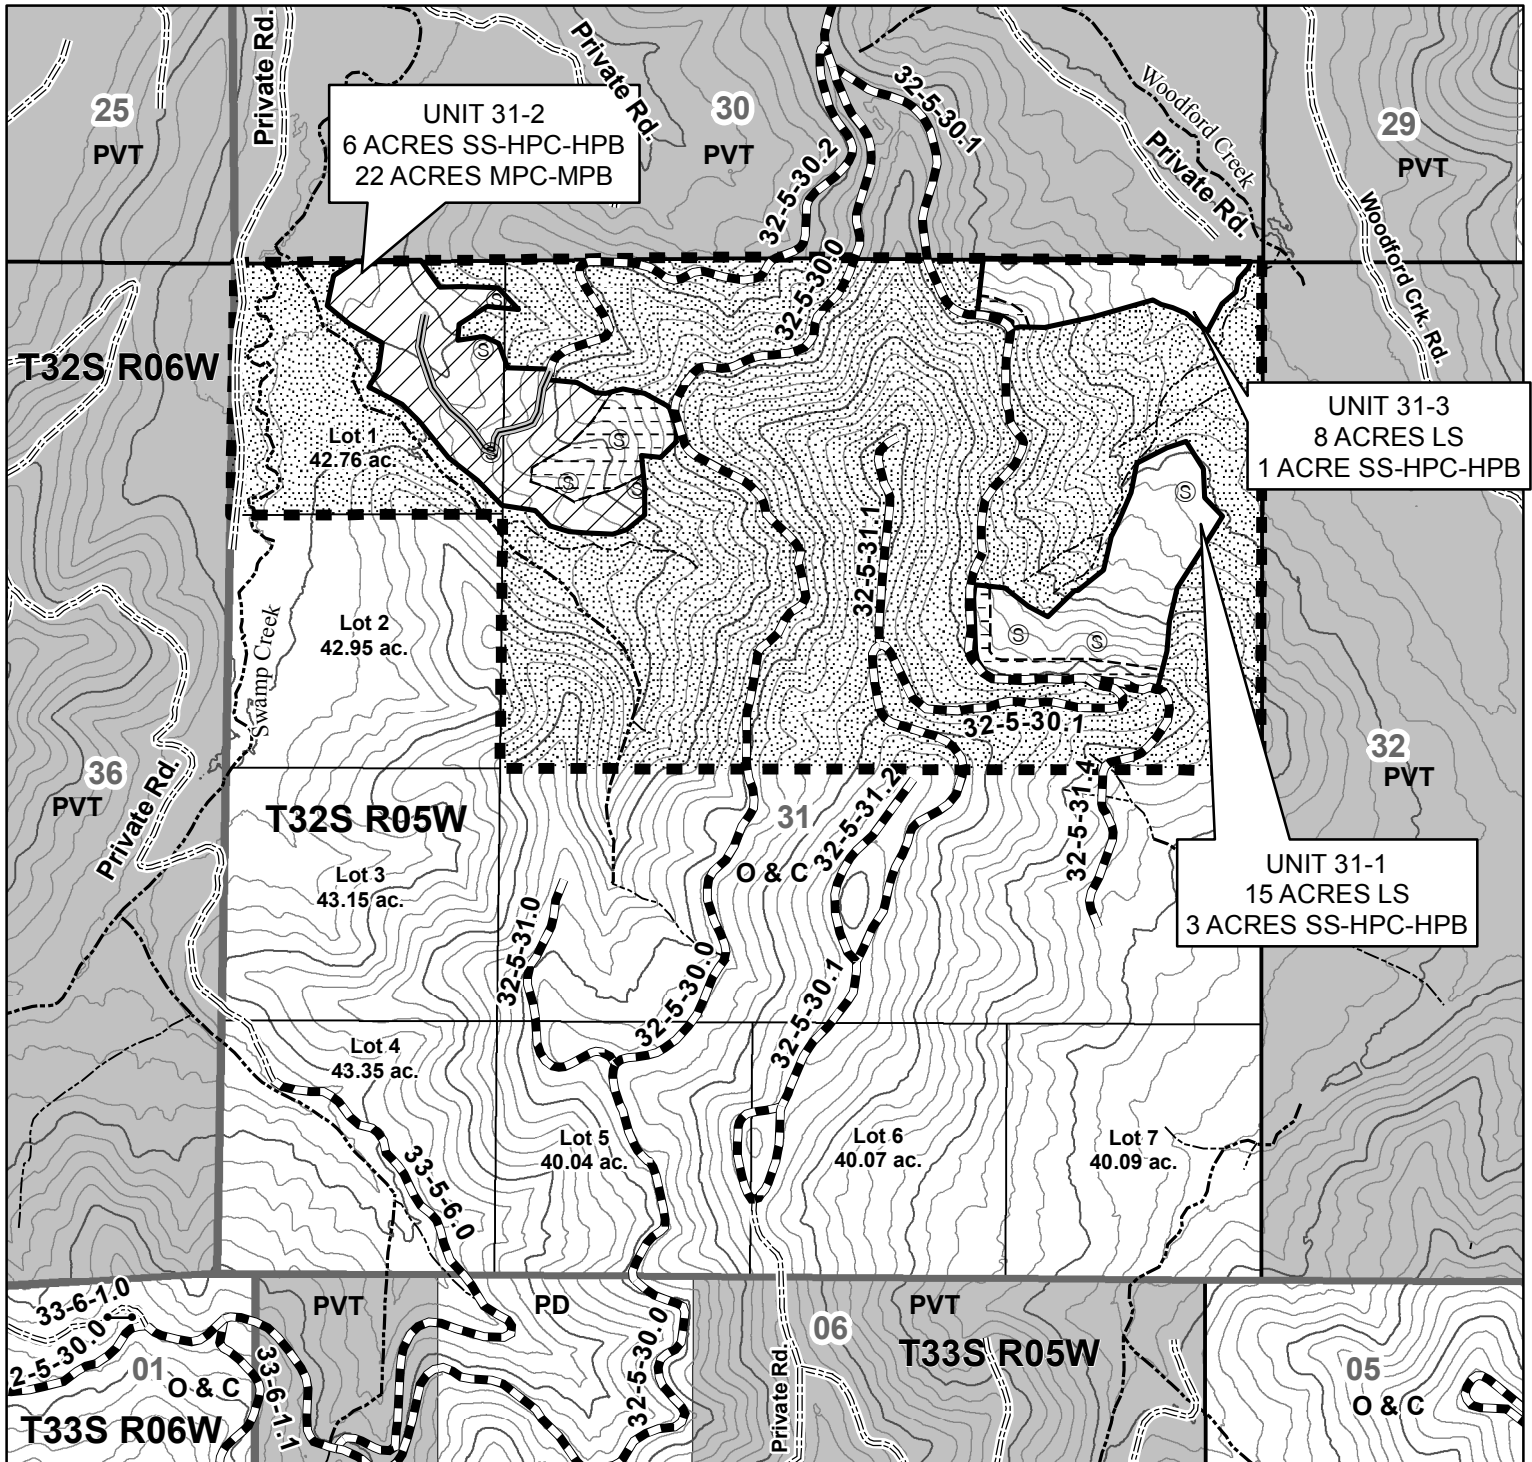 Private Rd.
Private Rd.
25
PVT
UNIT 31-2
6 ACRES SS-HPC-HPB
22 ACRES MPC-MPB
30
PVT
32-5-30.2
32-5-30.1
Woodford Creek
Private Rd.
29
PVT
Woodford Crk. Rd.
32-5-30.0
T32S R06W
Lot 1
42.76 ac.
S
S
S
S
S
S
UNIT 31-3
8 ACRES LS
1 ACRE SS-HPC-HPB
S
S
S
32-5-31.1
Lot 2
42.95 ac.
Swamp Creek
32-5-30.1
36
PVT
Private Rd.
T32S R05W
31
O & C
32-5-31.2
32-5-31.4
32
PVT
Lot 3
43.15 ac.
32-5-31.0
32-5-30.0
32-5-30.1
UNIT 31-1
15 ACRES LS
3 ACRES SS-HPC-HPB
Lot 4
43.35 ac.
33-5-6.0
Lot 5
40.04 ac.
Lot 6
40.07 ac.
Lot 7
40.09 ac.
33-6-1.0
2-5-30.0
01
O & C
T33S R06W
33-6-1.1
PVT
PD
32-5-30.0
Private Rd.
06
PVT
T33S R05W
05
O & C